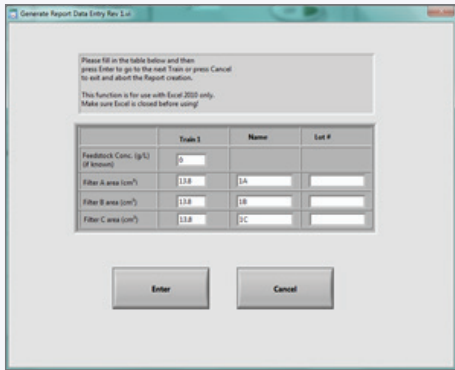 Generate Report Data Entry Rev 1.vi
Please fill in the table below and then
press Enter to go to the next Train or press Cancel
to exit and abort the Report creation.
This function is for use with Excel 2010 only.
Make sure Excel is closed before using!
Train 1 Name Lot #
Feedstock Conc. (g/L)
(if known) 0
Filter A area (cm²) 13.8 1A
Filter B area (cm²) 13.8 1B
Filter C area (cm²) 13.8 1C
Enter Cancel